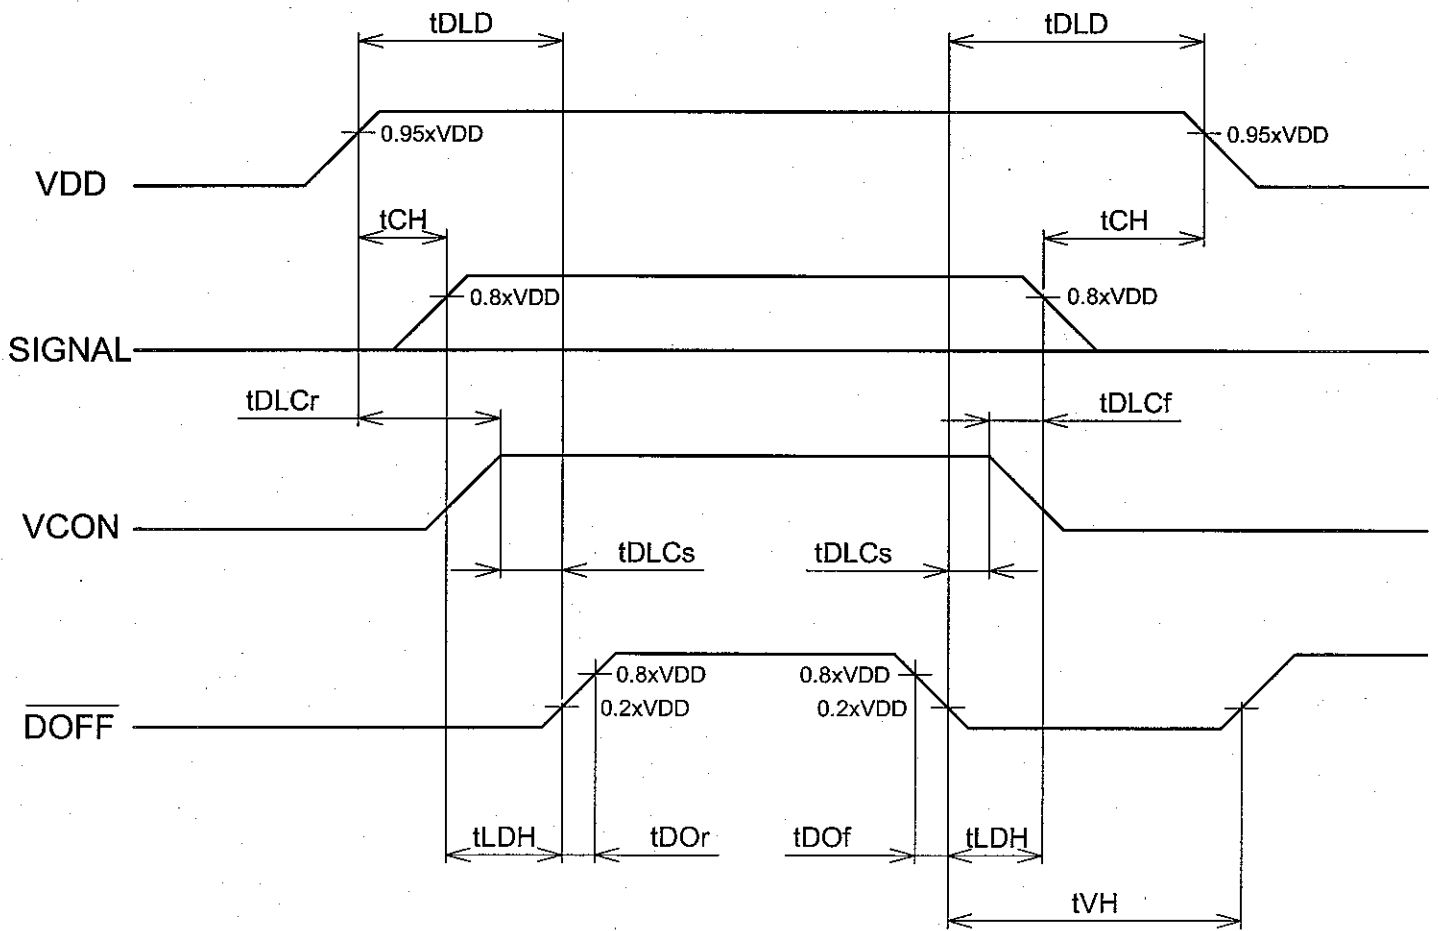 tDLD tDLD
0.95xVDD 0.95xVDD
VDD
tCH tCH
0.8xVDD 0.8xVDD
SIGNAL
tDLCr tDLCf
VCON
tDLCs tDLCs
0.8xVDD 0.8xVDD
DOFF 0.2xVDD 0.2xVDD
tLDH tDOr tDOf tLDH
tVH